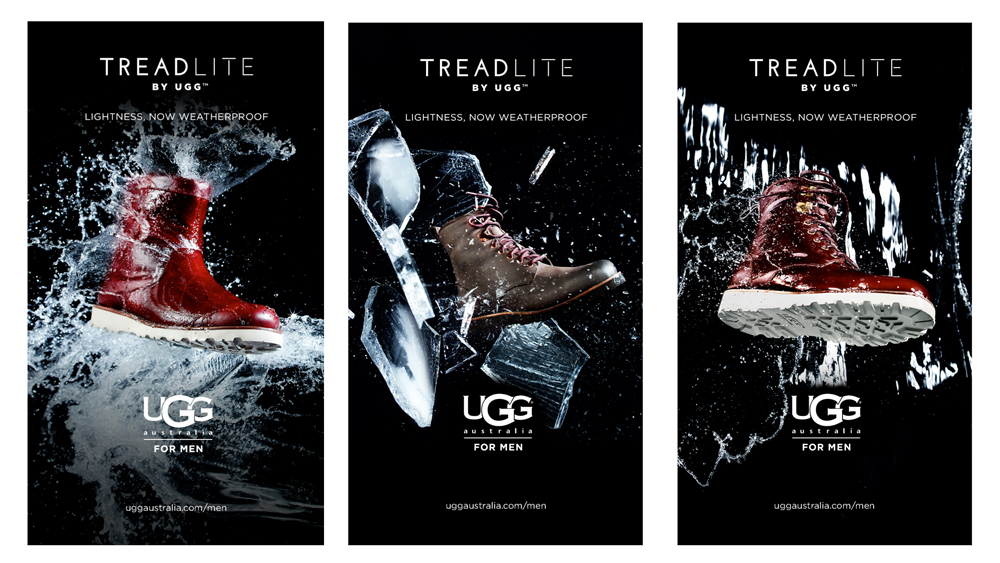 TREADLITE
BY UGG™
LIGHTNESS, NOW WEATHERPROOF
UGG
australia
FOR MEN
uggaustralia.com/men
TREADLITE
BY UGG™
LIGHTNESS, NOW WEATHERPROOF
UGG
australia
FOR MEN
uggaustralia.com/men
TREADLITE
BY UGG™
LIGHTNESS, NOW WEATHERPROOF
UGG
australia
FOR MEN
uggaustralia.com/men